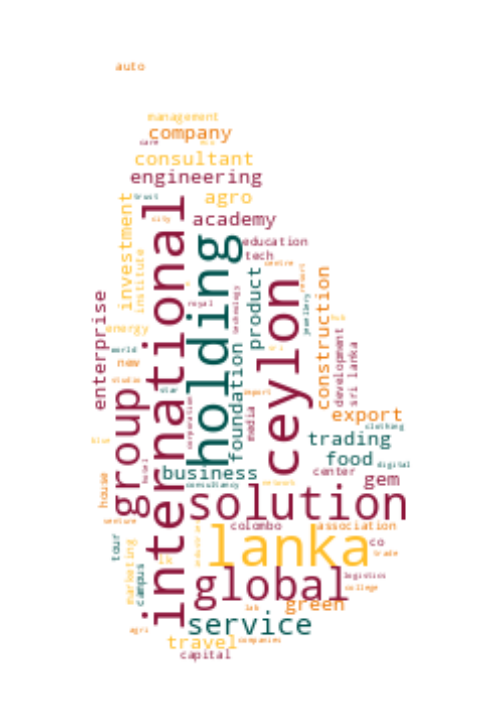 auto
management
company
care
consultant
engineering
trust
agro
investment
international
city
academy
holding
education
tech
institute
centre
ceylon
product
construction
resort
enterprise
royal
technology
jewellery
hub
energy
development
sri lanka
world
new
foundation
studio
group
star
export
corporation
media
export
clothing
trading
blue
food
business
hotel
center
digital
house
consultancy
network
gem
solution
venture
colombo
association
lanka
tour
marketing
lk
co
trade
campus
global
logistics
college
lab
green
service
agri
travel
companies
capital